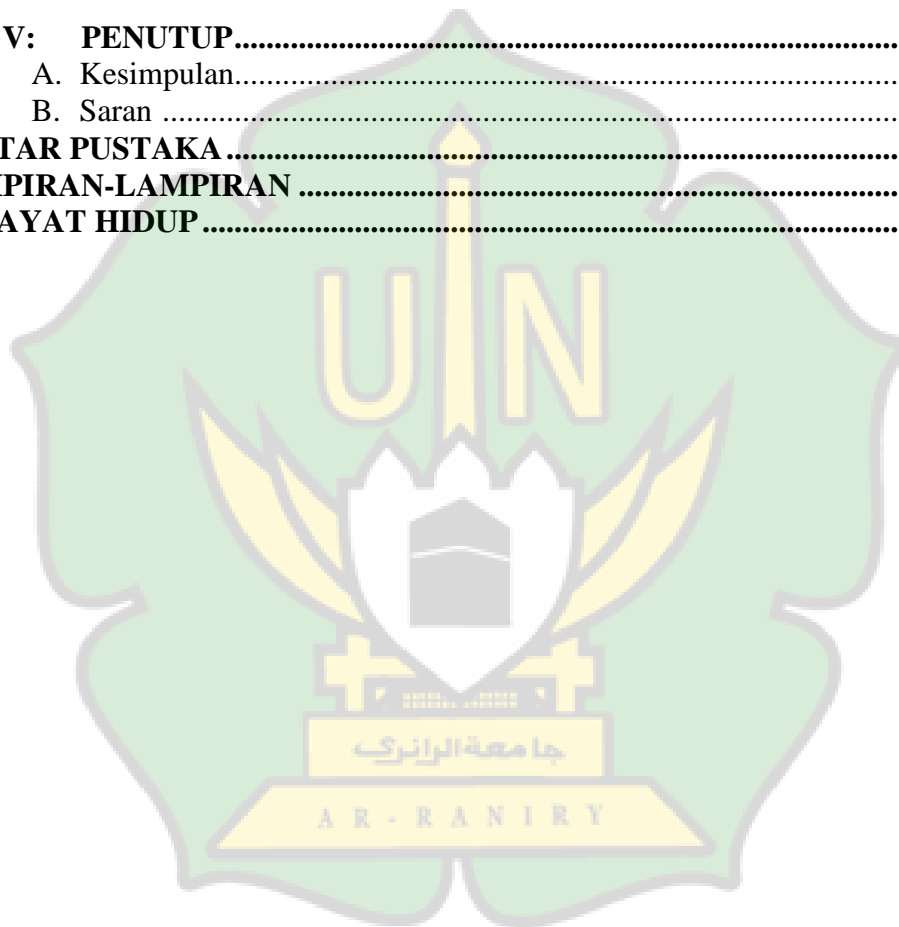 V: PENUTUP........................................................................................
A. Kesimpulan........................................................................................
B. Saran ........................................................................................
TAR PUSTAKA........................................................................................
PIRAN-LAMPIRAN ........................................................................................
AYAT HIDUP........................................................................................
UIN
جامعة الرانري
AR-RANIRY